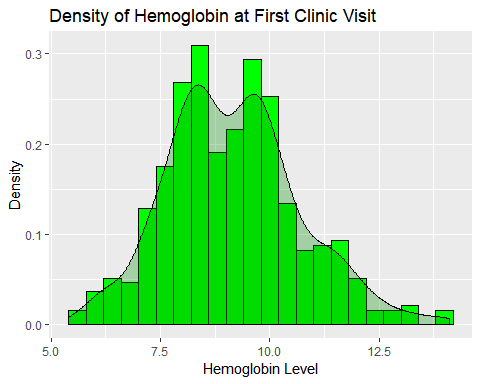 Density of Hemoglobin at First Clinic Visit
0.3
0.2
0.1
0.0
Density
5.0 7.5 10.0 12.5
Hemoglobin Level